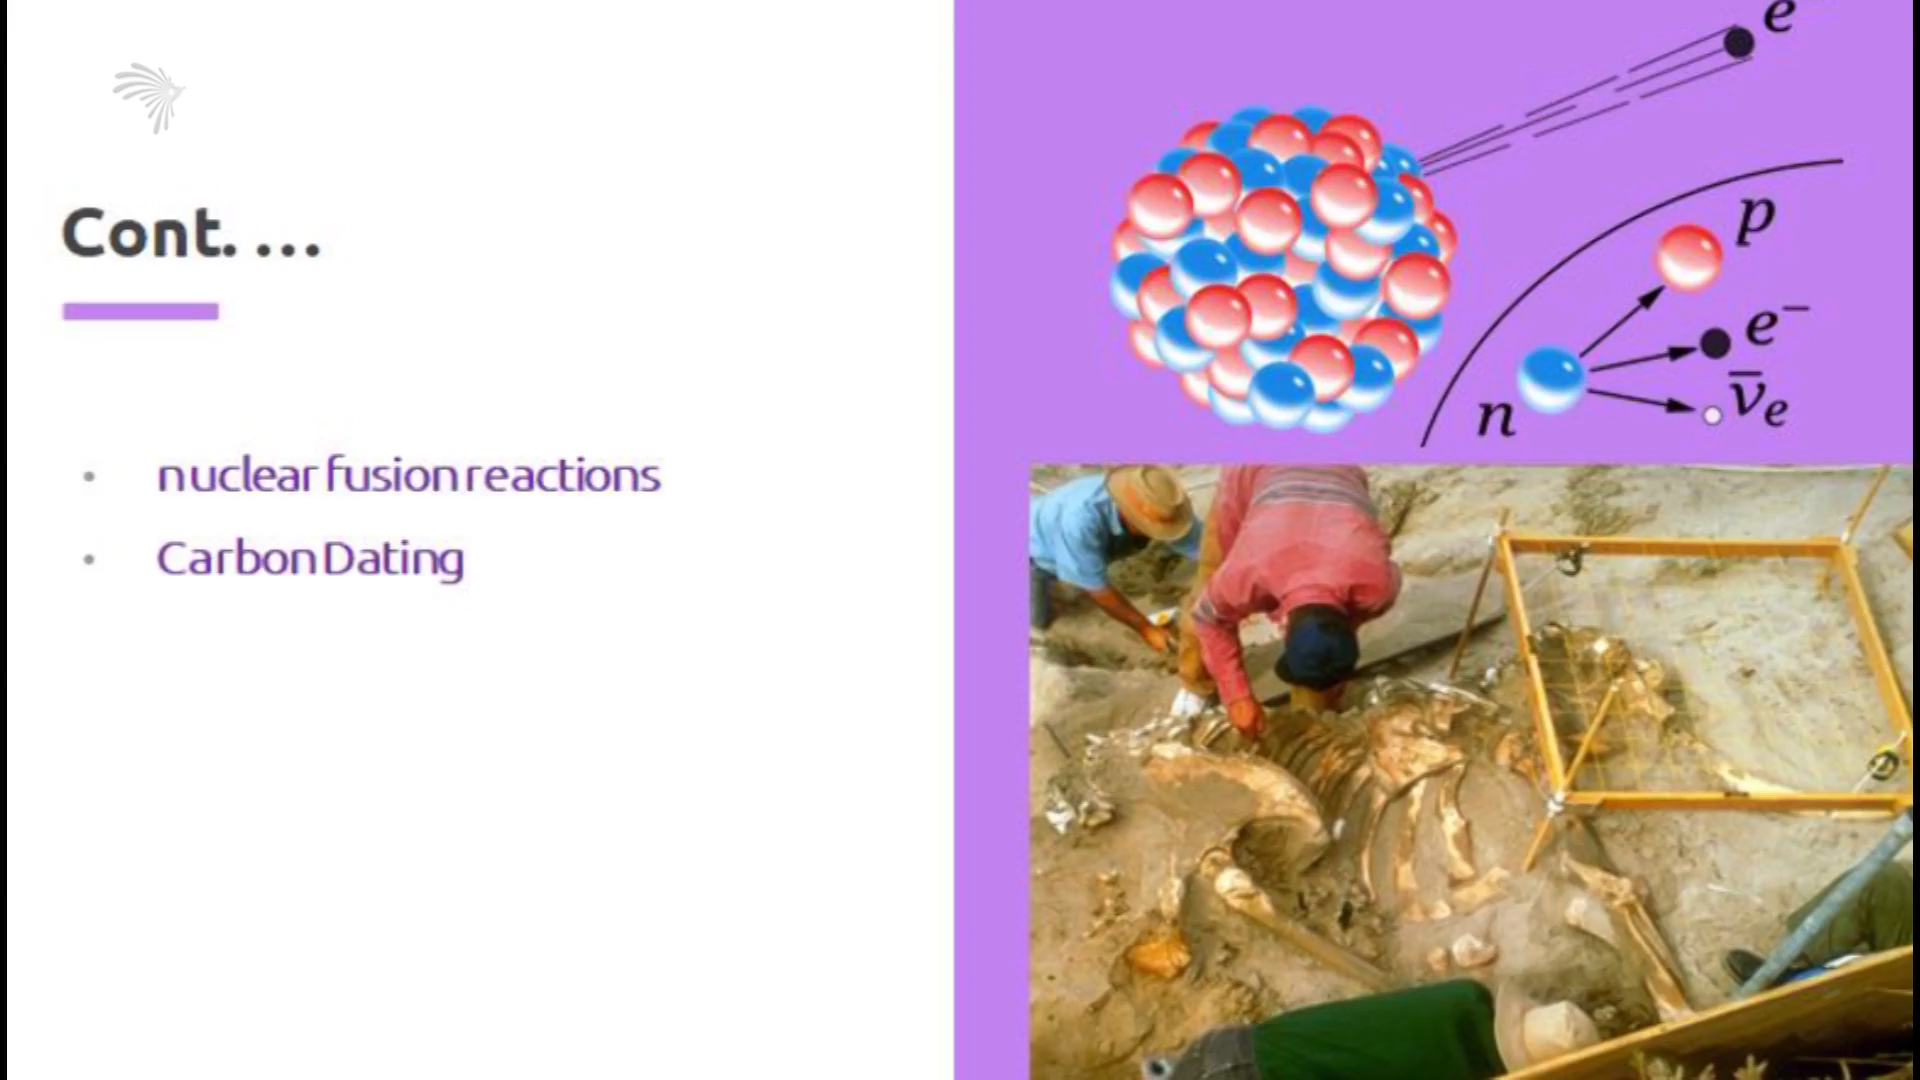 Cont. ...
nuclear fusion reactions
Carbon Dating
e
p
e⁻
n
v̅ₑ